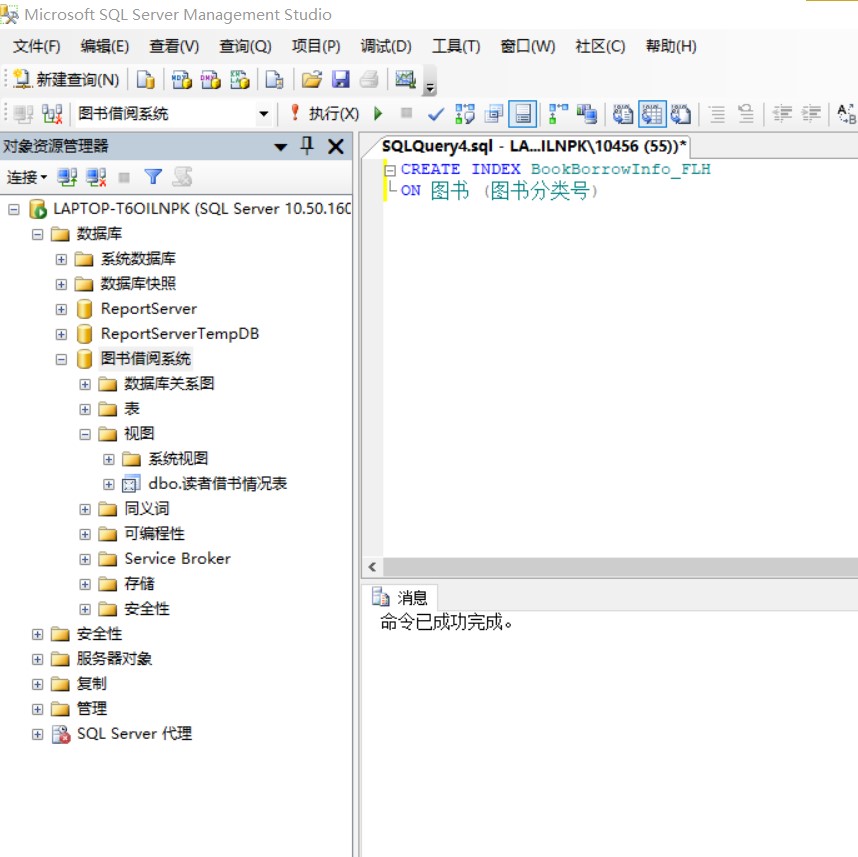 Microsoft SQL Server Management Studio
文件(F) 编辑(E) 查看(V) 查询(Q) 项目(P) 调试(D) 工具(T) 窗口(W) 社区(C) 帮助(H)
新建查询(N)
图书借阅系统 执行(X)
对象资源管理器
SQLQuery4.sql - LA...ILNPK\10456 (55))*
连接
CREATE INDEX BookBorrowInfo_FLH
ON 图书 (图书分类号)
LAPTOP-T6OILNPK (SQL Server 10.50.160
数据库
系统数据库
数据库快照
ReportServer
ReportServerTempDB
图书借阅系统
数据库关系图
表
视图
系统视图
dbo.读者借书情况表
同义词
可编程性
Service Broker
存储
安全性
安全性
服务器对象
复制
管理
SQL Server 代理
消息
命令已成功完成。